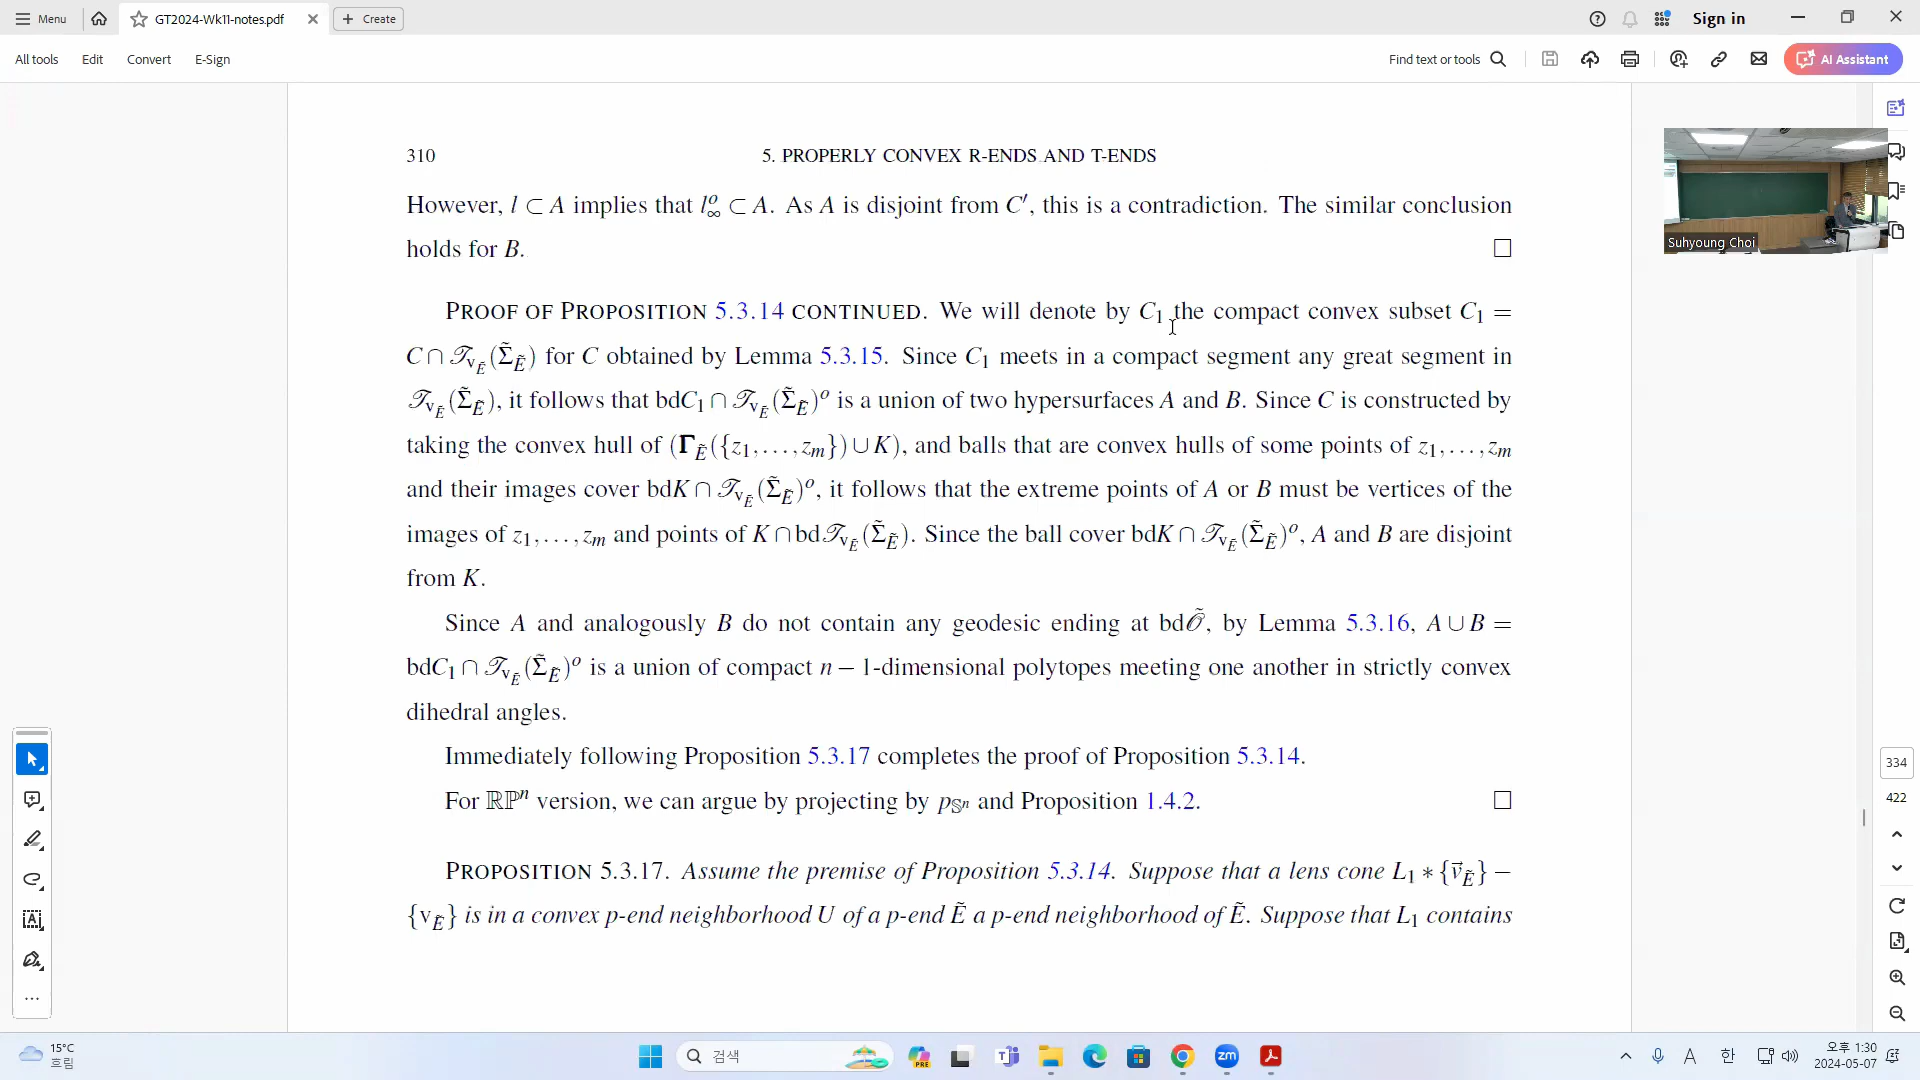 Menu
GT2024-Wk11-notes.pdf
Create
Sign in
All tools
Edit
Convert
E-Sign
Find text or tools
AI Assistant
310
5. PROPERLY CONVEX R-ENDS AND T-ENDS
However, l ⊂ A implies that l^o_∞ ⊂ A. As A is disjoint from C′, this is a contradiction. The similar conclusion
holds for B. □
PROOF OF PROPOSITION 5.3.14 CONTINUED. We will denote by C₁ the compact convex subset C₁ =
C ∩ 𝒯_{v_Ẽ}(Σ̃_Ẽ) for C obtained by Lemma 5.3.15. Since C₁ meets in a compact segment any great segment in
𝒯_{v_Ẽ}(Σ̃_Ẽ), it follows that bdC₁ ∩ 𝒯_{v_Ẽ}(Σ̃_Ẽ)^o is a union of two hypersurfaces A and B. Since C is constructed by
taking the convex hull of (𝚪_Ẽ({z₁,...,z_m}) ∪ K), and balls that are convex hulls of some points of z₁,...,z_m
and their images cover bdK ∩ 𝒯_{v_Ẽ}(Σ̃_Ẽ)^o, it follows that the extreme points of A or B must be vertices of the
images of z₁,...,z_m and points of K ∩ bd𝒯_{v_Ẽ}(Σ̃_Ẽ). Since the ball cover bdK ∩ 𝒯_{v_Ẽ}(Σ̃_Ẽ)^o, A and B are disjoint
from K.
Since A and analogously B do not contain any geodesic ending at bd𝒪̃, by Lemma 5.3.16, A ∪ B =
bdC₁ ∩ 𝒯_{v_Ẽ}(Σ̃_Ẽ)^o is a union of compact n − 1-dimensional polytopes meeting one another in strictly convex
dihedral angles.
Immediately following Proposition 5.3.17 completes the proof of Proposition 5.3.14.
For ℝℙⁿ version, we can argue by projecting by p_{𝕊ⁿ} and Proposition 1.4.2. □
PROPOSITION 5.3.17. Assume the premise of Proposition 5.3.14. Suppose that a lens cone L₁ ∗ {v⃗_Ẽ} −
{v_Ẽ} is in a convex p-end neighborhood U of a p-end Ẽ a p-end neighborhood of Ẽ. Suppose that L₁ contains
Suhyoung Choi
334
422
15°C
흐림
검색
PRE
zm
A
한
오후 1:30
2024-05-07